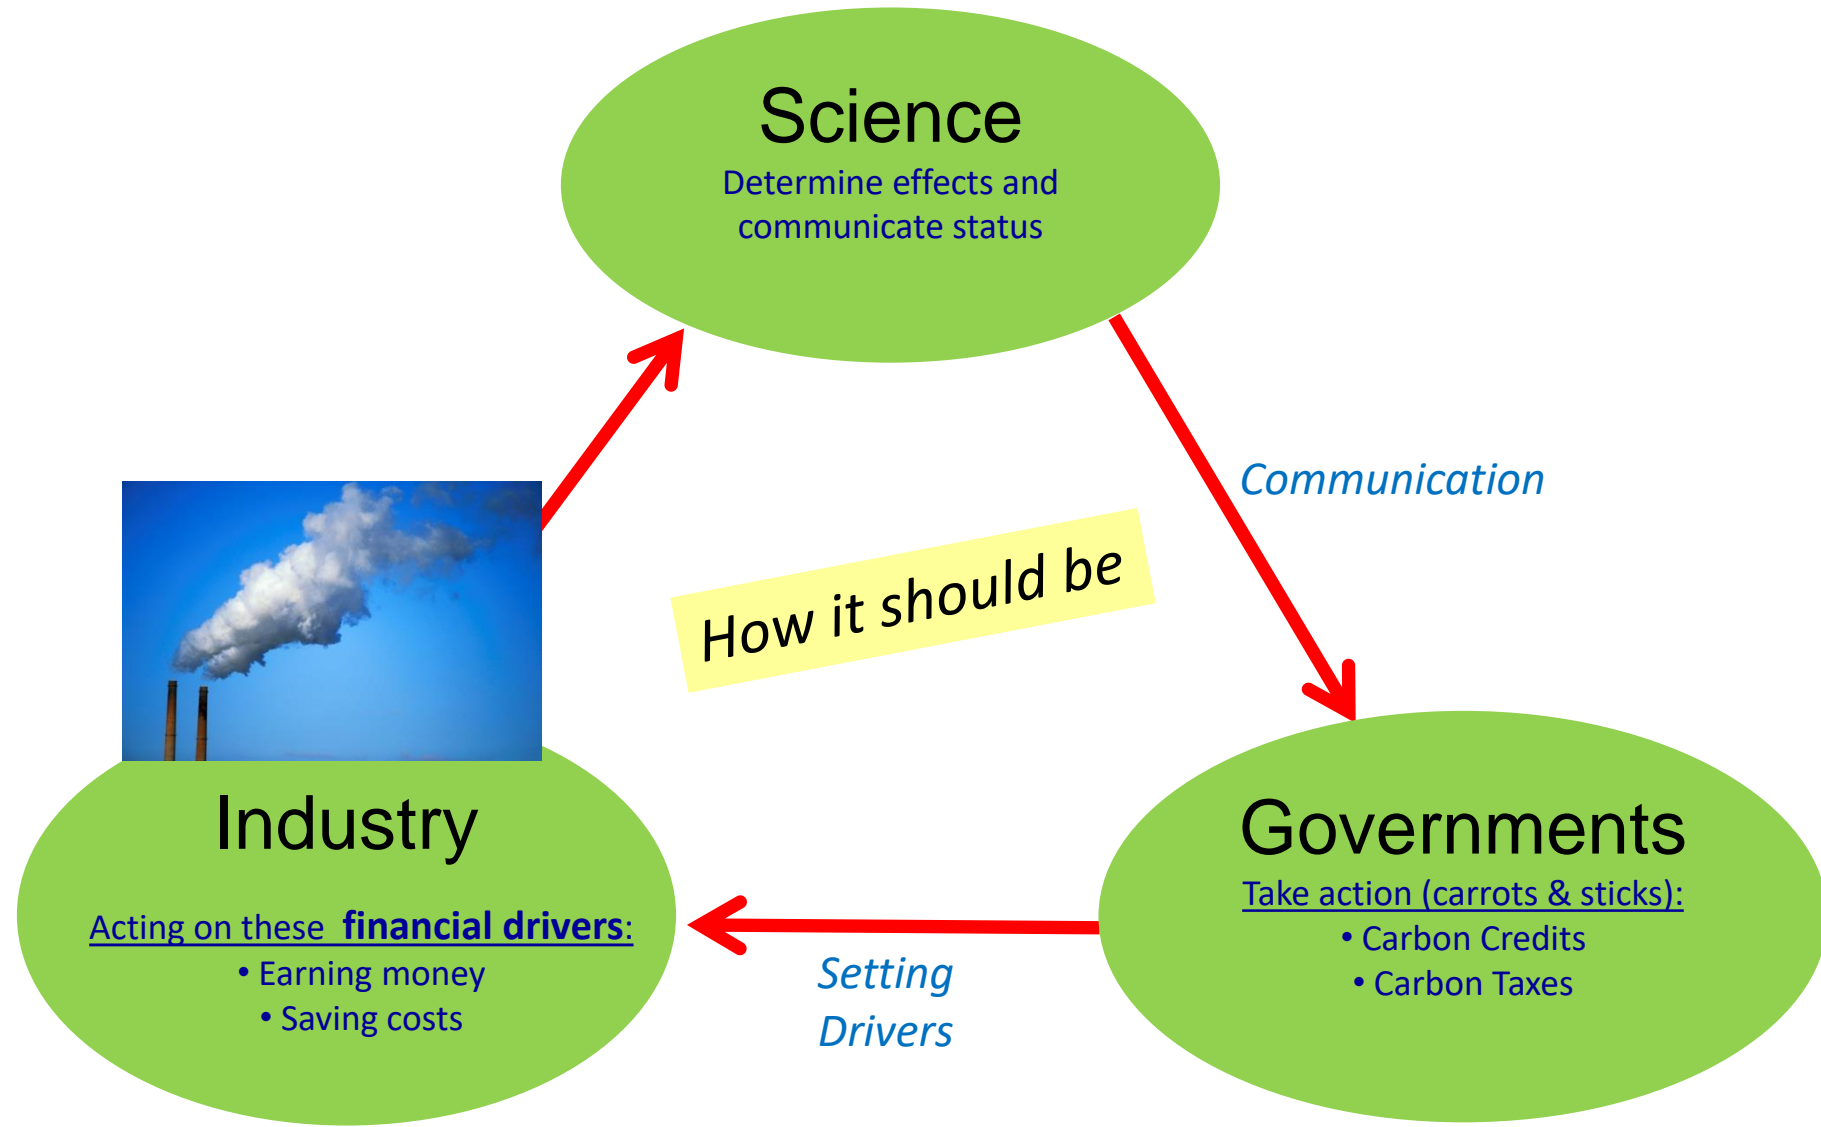 Science
Determine effects and
communicate status
Communication
How it should be
Industry
Acting on these financial drivers:
• Earning money
• Saving costs
Setting
Drivers
Governments
Take action (carrots & sticks):
• Carbon Credits
• Carbon Taxes